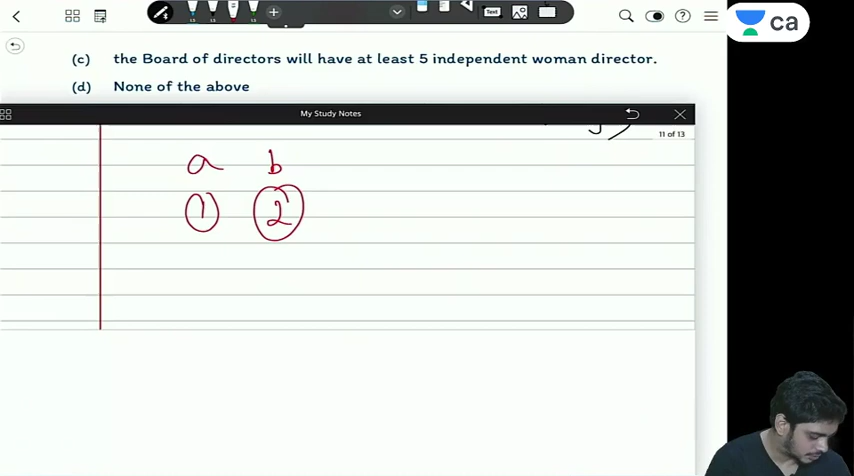 Text
ca
(c) the Board of directors will have at least 5 independent woman director.
(d) None of the above
My Study Notes
11 of 13
a b
1 2